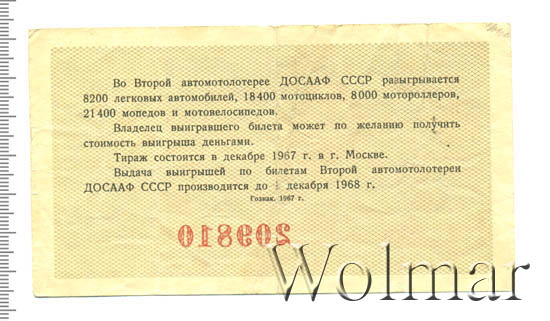 Во Второй автомотолотерее ДОСААФ СССР разыгрывается
8200 легковых автомобилей, 18400 мотоциклов, 8000 мотороллеров,
21400 мопедов и мотовелосипедов.
Владелец выигравшего билета может по желанию получить
стоимость выигрыша деньгами.
Тираж состоится в декабре 1967 г. в г. Москве.
Выдача выигрышей по билетам Второй автомотолотереи
ДОСААФ СССР производится до 1 декабря 1968 г.
Гознак. 1967 г.
209810
Wolmar